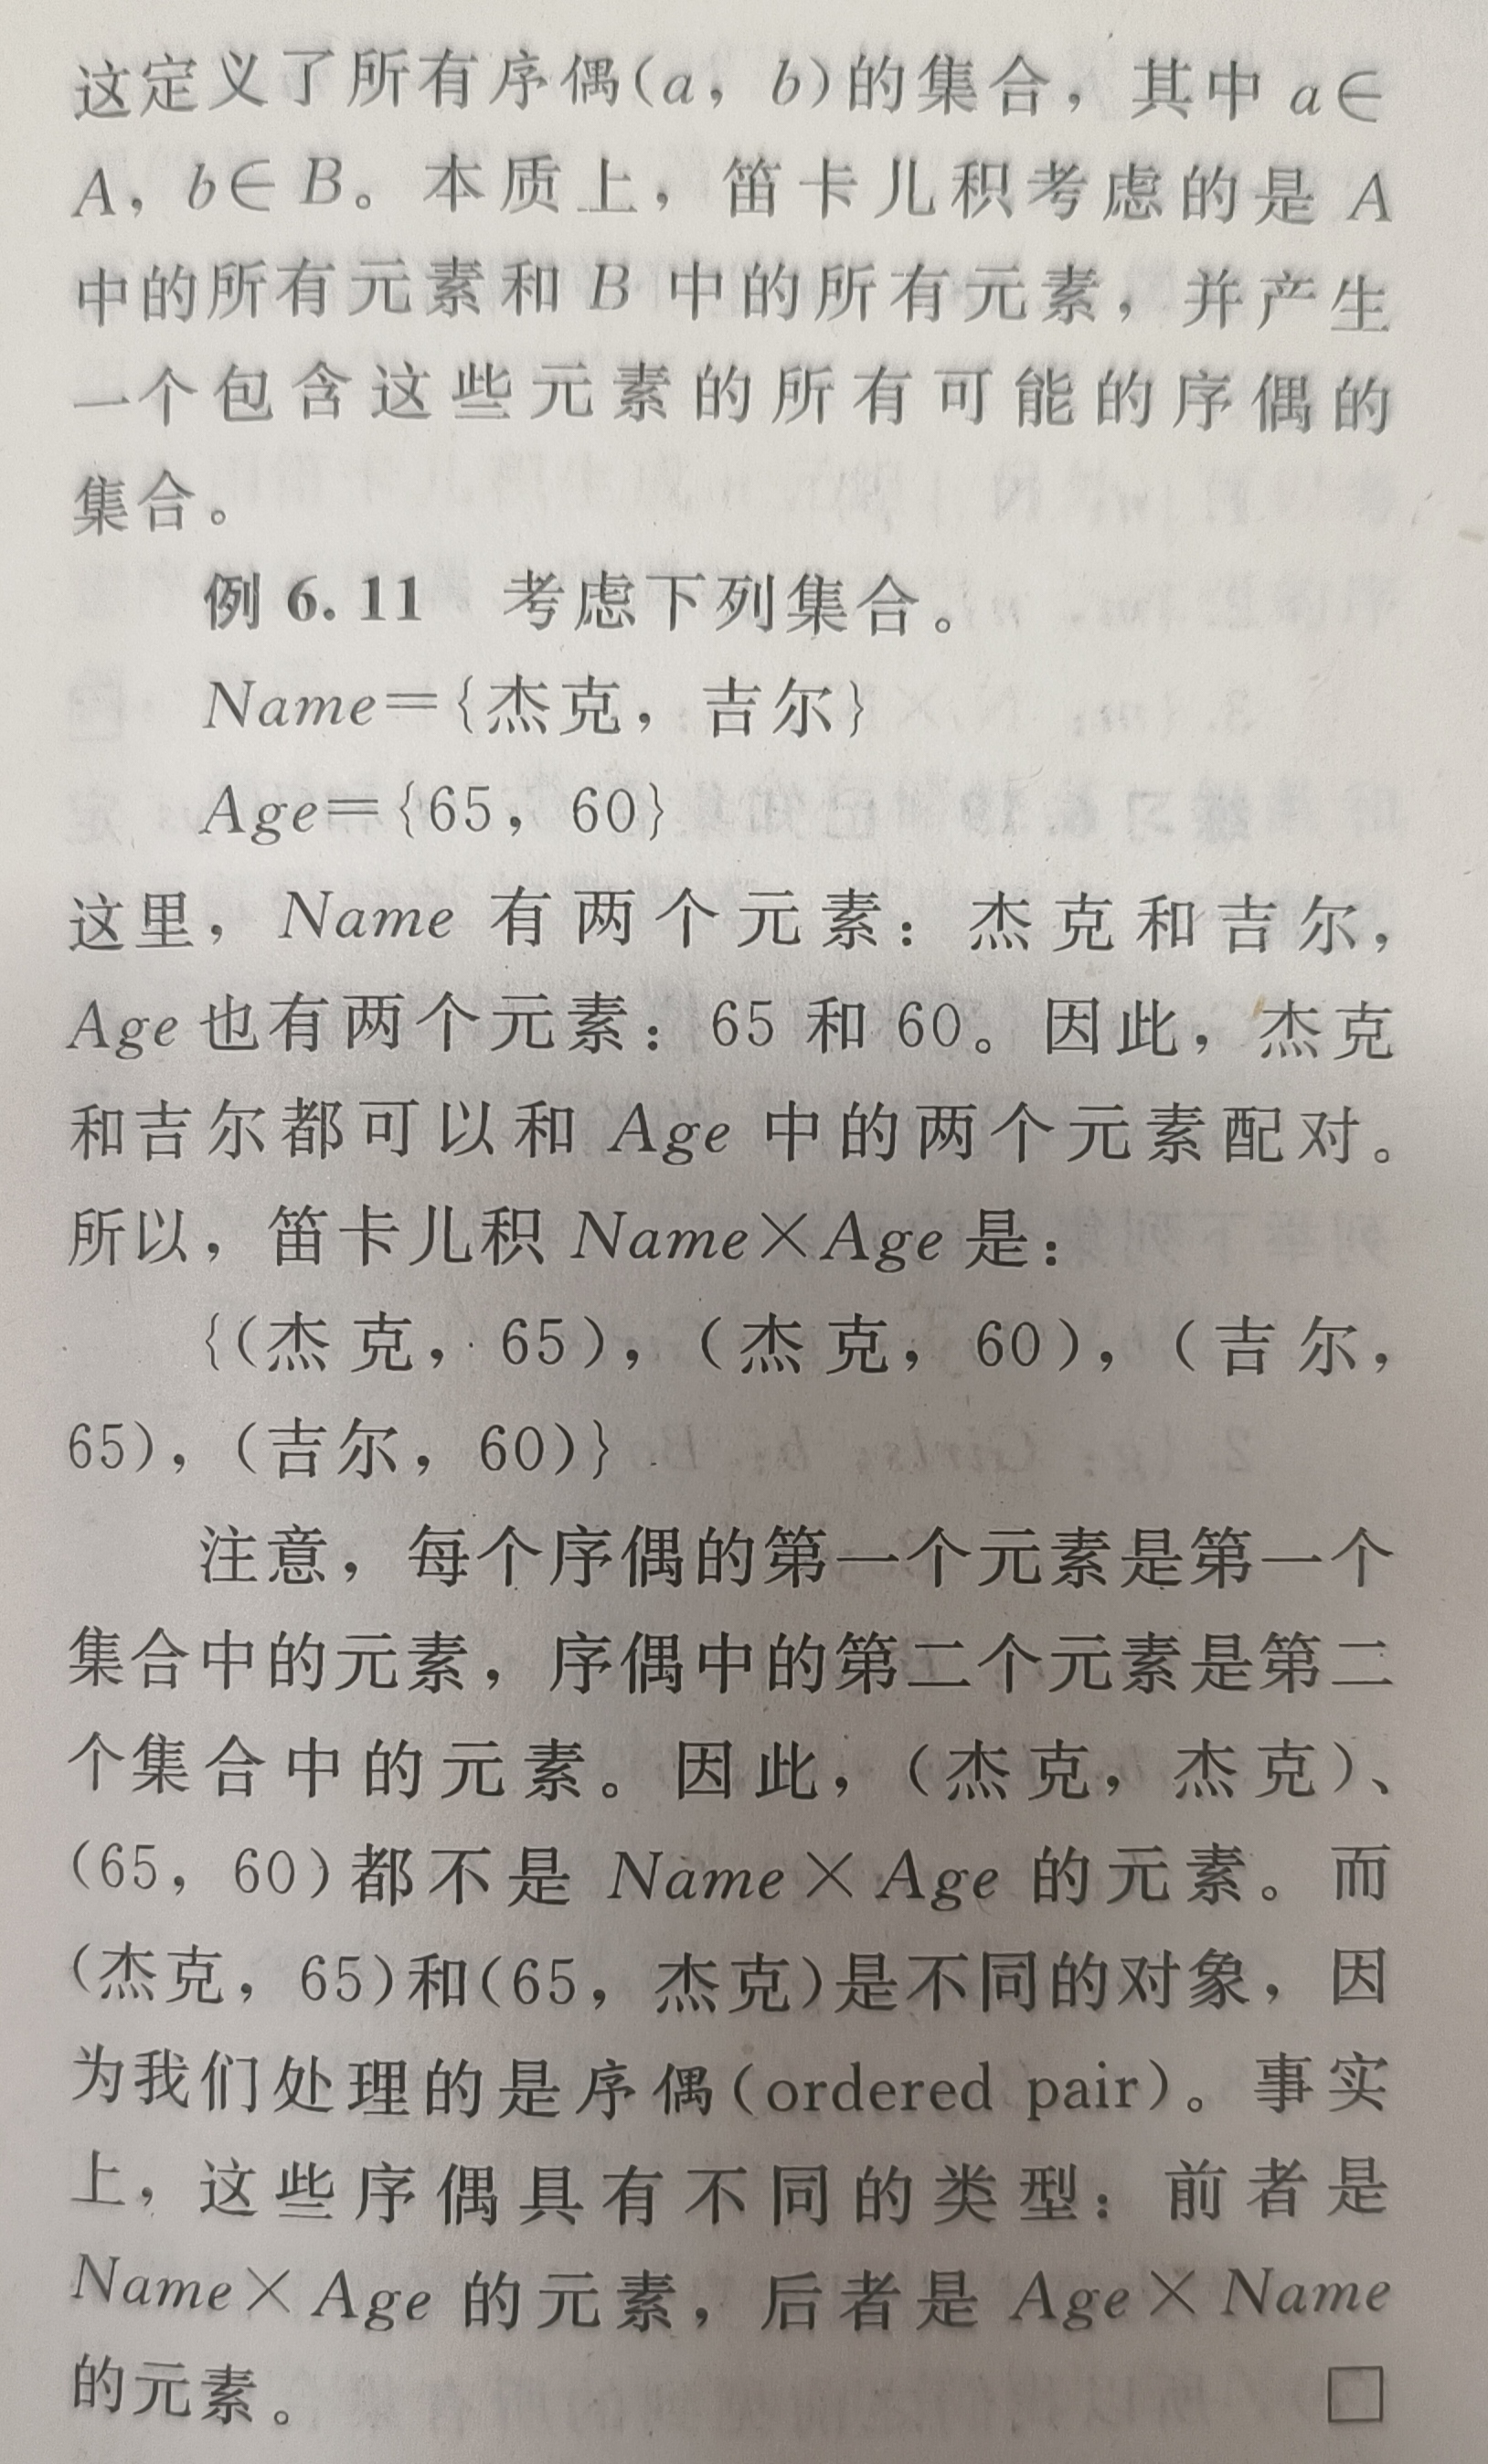 这定义了所有序偶(a, b)的集合，其中 a∈
A, b∈B。本质上，笛卡儿积考虑的是 A
中的所有元素和 B 中的所有元素，并产生
一个包含这些元素的所有可能的序偶的
集合。
例 6.11 考虑下列集合。
Name={杰克，吉尔}
Age={65, 60}
这里，Name 有两个元素：杰克和吉尔，
Age 也有两个元素：65 和 60。因此，杰克
和吉尔都可以和 Age 中的两个元素配对。
所以，笛卡儿积 Name×Age 是：
{(杰克，65)，(杰克，60)，(吉尔，
65)，(吉尔，60)}
注意，每个序偶的第一个元素是第一个
集合中的元素，序偶中的第二个元素是第二
个集合中的元素。因此，(杰克，杰克)、
(65, 60)都不是 Name×Age 的元素。而
(杰克，65)和(65，杰克)是不同的对象，因
为我们处理的是序偶(ordered pair)。事实
上，这些序偶具有不同的类型：前者是
Name×Age 的元素，后者是 Age×Name
的元素。 □